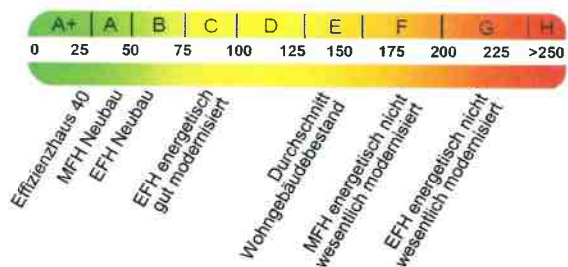 A+ A B C D E F G H
0 25 50 75 100 125 150 175 200 225 >250
Effizienzhaus 40
MFH Neubau
EFH Neubau
EFH energetisch
gut modernisiert
Durchschnitt
Wohngebäudebestand
MFH energetisch nicht
wesentlich modernisiert
EFH energetisch nicht
wesentlich modernisiert